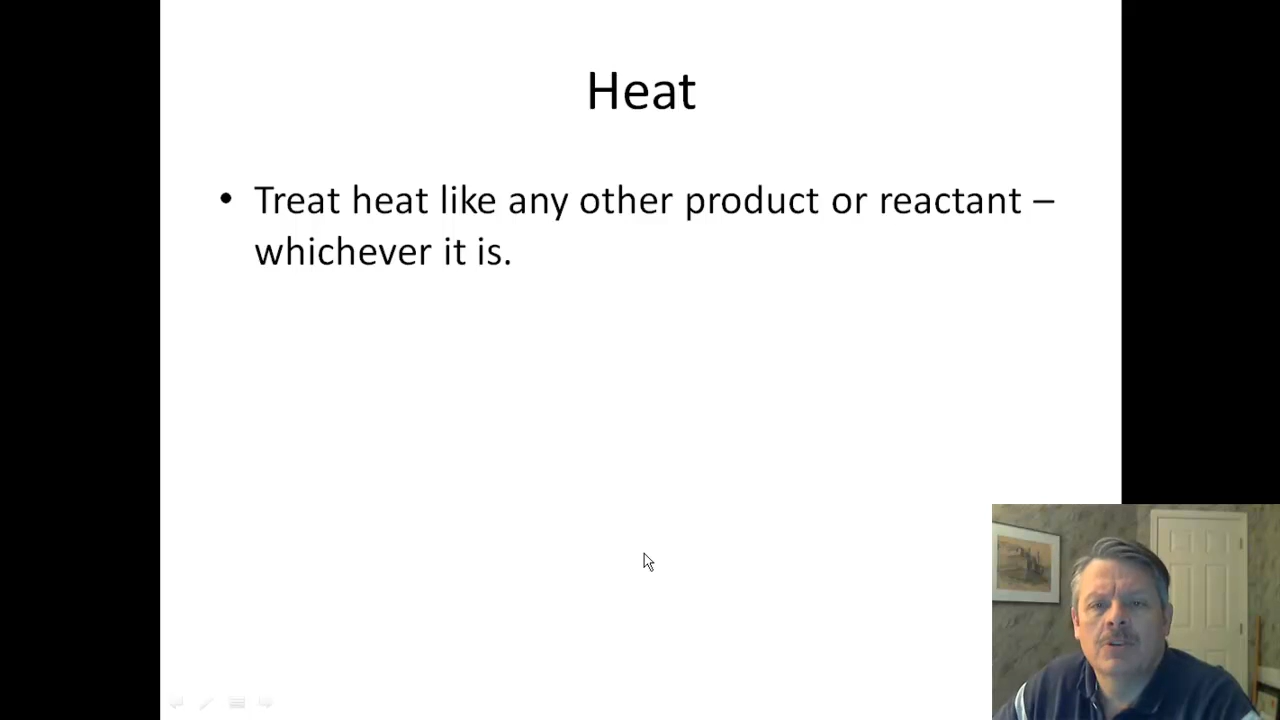 Heat
• Treat heat like any other product or reactant –
whichever it is.